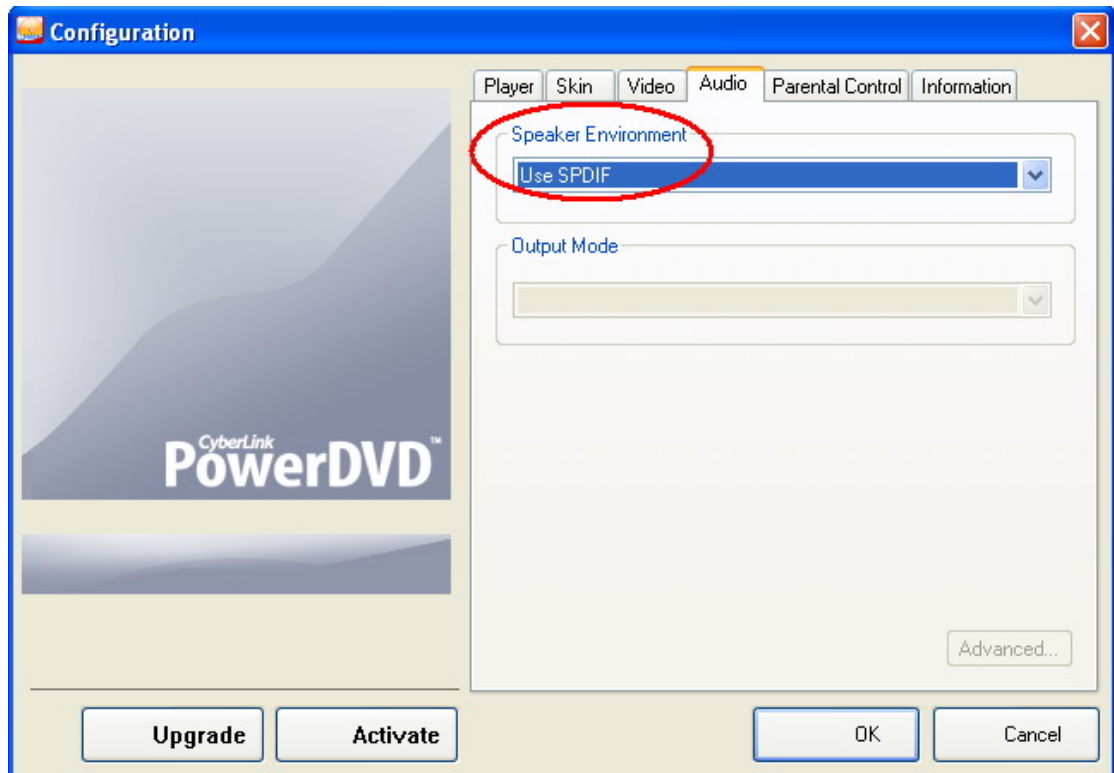 Configuration
Player Skin Video Audio Parental Control Information
Speaker Environment
Use SPDIF
Output Mode
CyberLink
PowerDVD™
Advanced...
Upgrade Activate OK Cancel